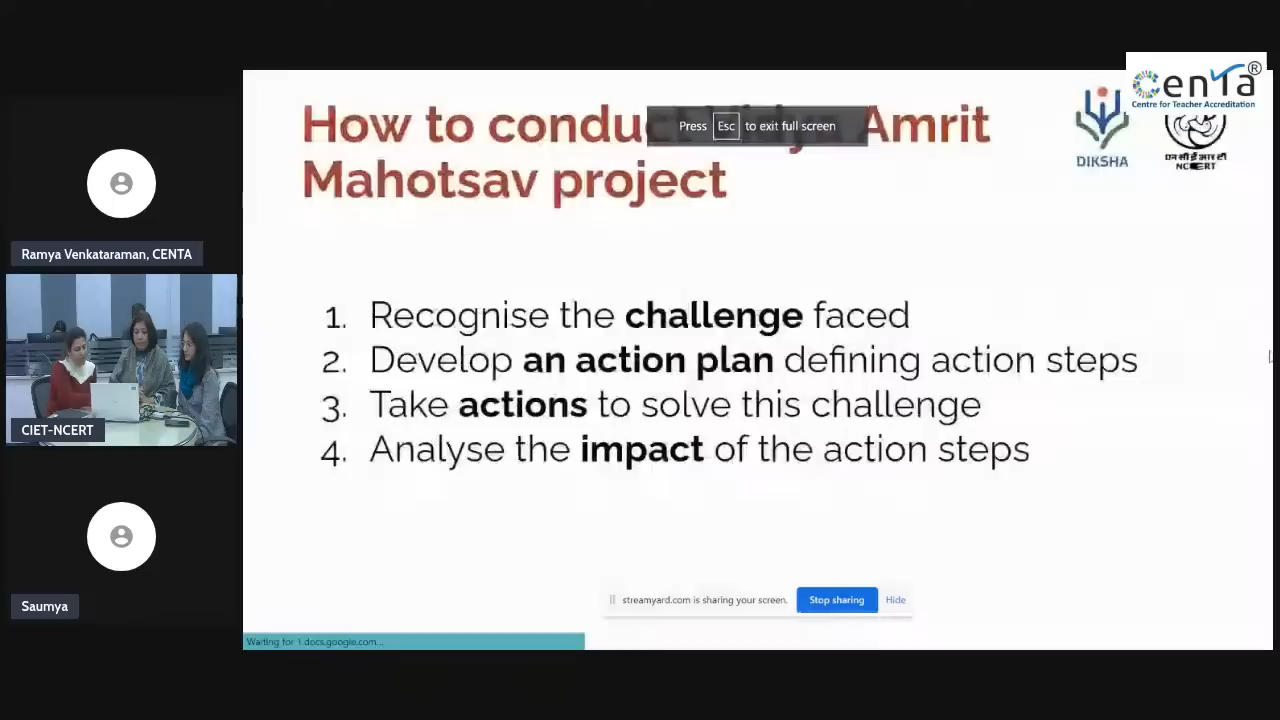 CENTA®
Centre for Teacher Accreditation
How to conduc Amrit
Mahotsav project
Press Esc to exit full screen
DIKSHA
एन सी ई आर टी
NCERT
Ramya Venkataraman, CENTA
1. Recognise the challenge faced
2. Develop an action plan defining action steps
3. Take actions to solve this challenge
4. Analyse the impact of the action steps
CIET-NCERT
Saumya
streamyard.com is sharing your screen. Stop sharing Hide
Waiting for 1.docs.google.com...